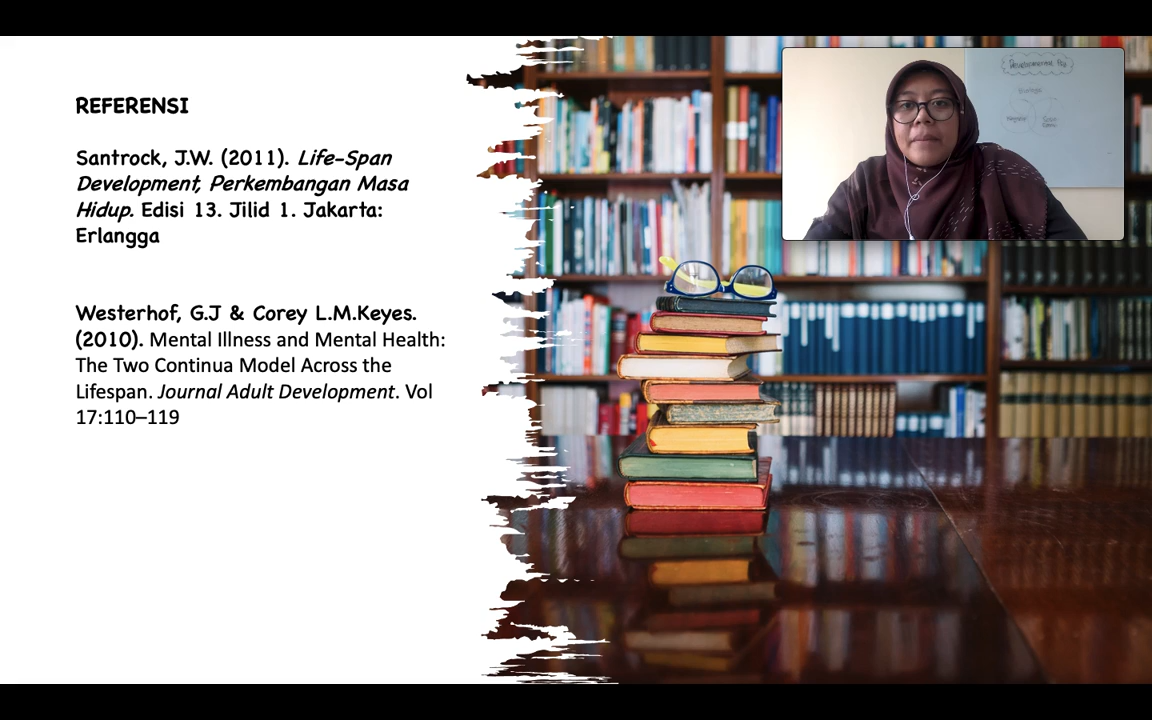 REFERENSI
Santrock, J.W. (2011). Life-Span
Development, Perkembangan Masa
Hidup. Edisi 13. Jilid 1. Jakarta:
Erlangga
Westerhof, G.J & Corey L.M.Keyes.
(2010). Mental Illness and Mental Health:
The Two Continua Model Across the
Lifespan. Journal Adult Development. Vol
17:110–119